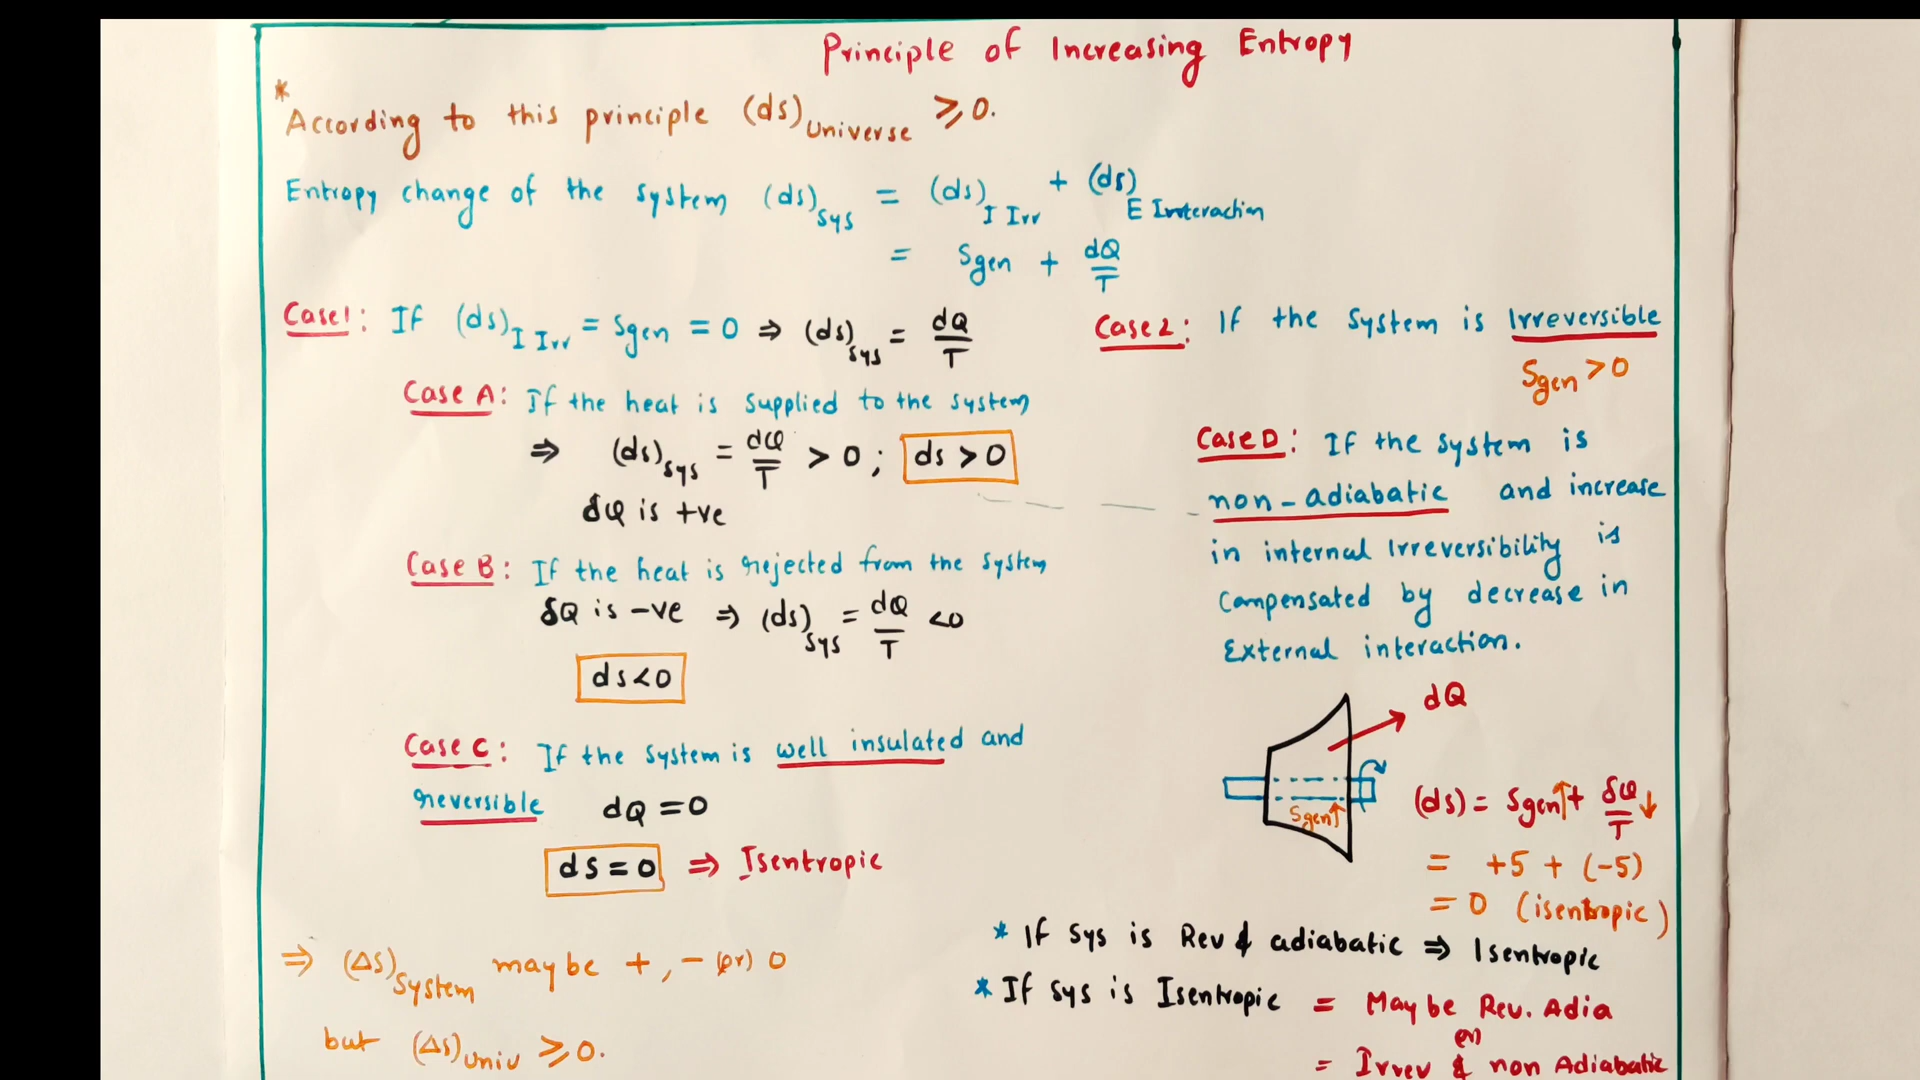 Principle of Increasing Entropy
* According to this principle (ds)Universe ≥ 0.
Entropy change of the system (ds)sys = (ds)I Irr + (ds)E Interaction
= Sgen + dQ/T
Case 1: If (ds)I Irr = Sgen = 0 ⇒ (ds)sys = dQ/T
Case A: If the heat is supplied to the system
⇒ (ds)sys = dQ/T > 0 ; ds > 0
δQ is +ve
Case B: If the heat is rejected from the system
δQ is -ve ⇒ (ds)sys = dQ/T < 0
ds < 0
Case C: If the system is well insulated and
reversible dQ = 0
ds = 0 ⇒ Isentropic
⇒ (Δs)system may be +, - (or) 0
but (Δs)univ ≥ 0.
Case 2: If the system is Irreversible
Sgen > 0
Case D: If the system is
non-adiabatic and increase
in internal Irreversibility is
compensated by decrease in
External interaction.
dQ
Sgen↑
(ds) = Sgen↑ + δQ/T ↓
= +5 + (-5)
= 0 (isentropic)
* If sys is Rev & adiabatic ⇒ Isentropic
* If sys is Isentropic = May be Rev. Adia
(or)
= Irrev & non Adiabatic